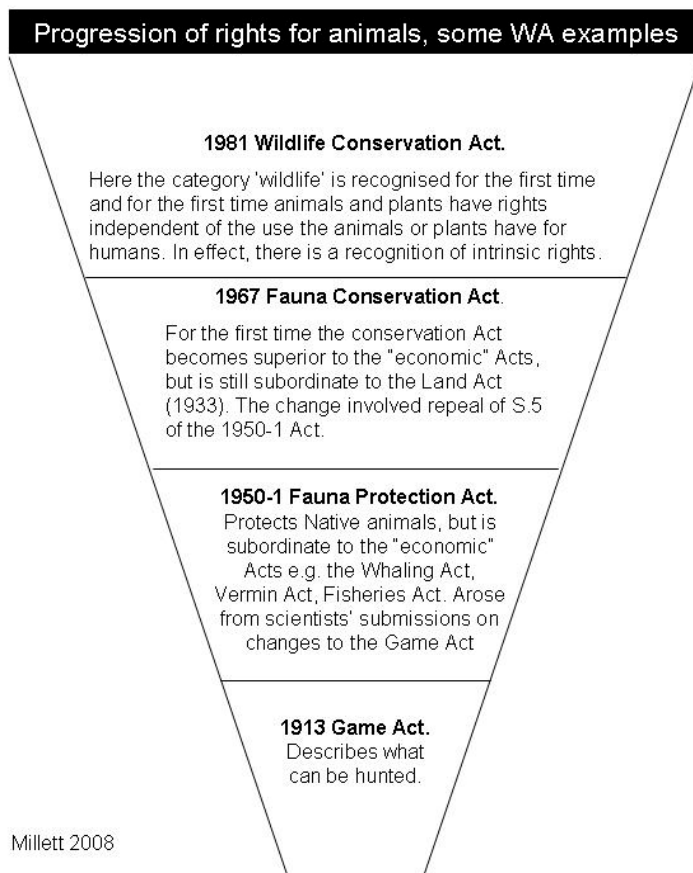 Progression of rights for animals, some WA examples
1981 Wildlife Conservation Act.
Here the category 'wildlife' is recognised for the first time
and for the first time animals and plants have rights
independent of the use the animals or plants have for
humans. In effect, there is a recognition of intrinsic rights.
1967 Fauna Conservation Act.
For the first time the conservation Act
becomes superior to the "economic" Acts,
but is still subordinate to the Land Act
(1933). The change involved repeal of S.5
of the 1950-1 Act.
1950-1 Fauna Protection Act.
Protects Native animals, but is
subordinate to the "economic"
Acts e.g. the Whaling Act,
Vermin Act, Fisheries Act. Arose
from scientists' submissions on
changes to the Game Act
1913 Game Act.
Describes what
can be hunted.
Millett 2008